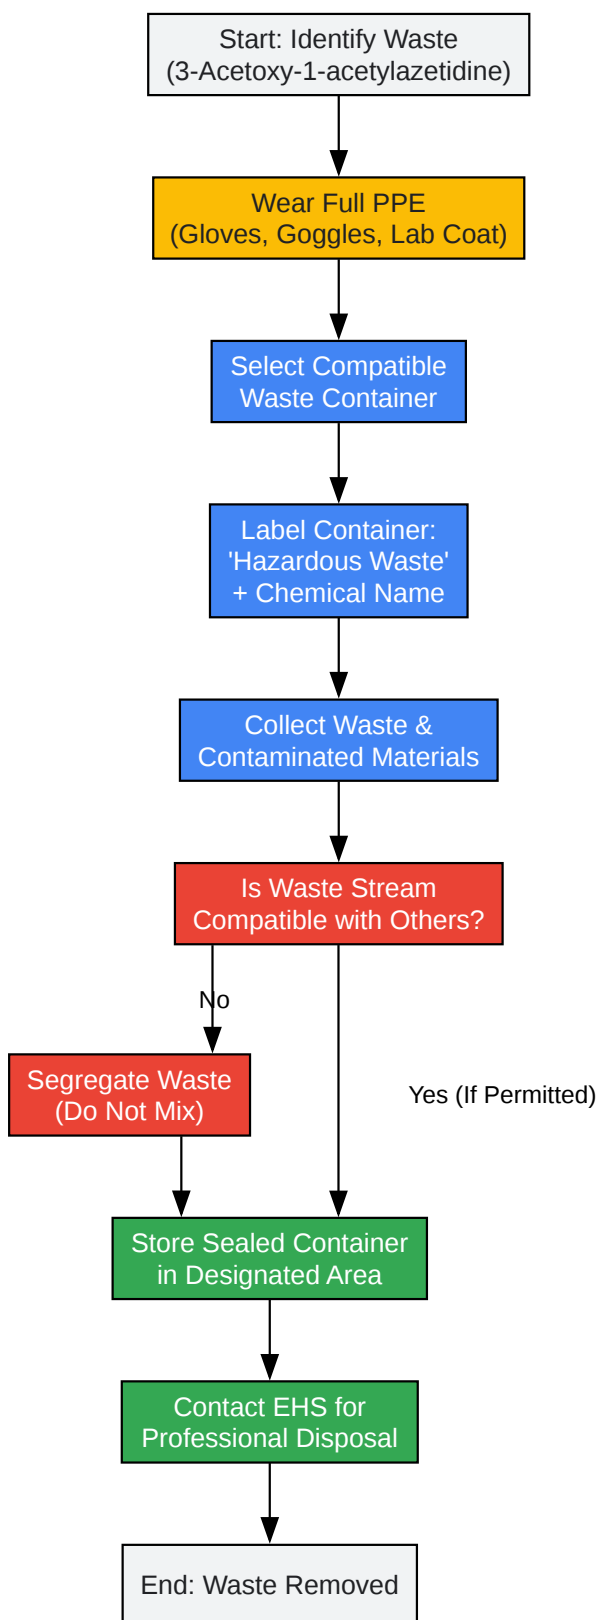 Start: Identify Waste
(3-Acetoxy-1-acetylazetidine)
Wear Full PPE
(Gloves, Goggles, Lab Coat)
Select Compatible
Waste Container
Label Container:
'Hazardous Waste'
+ Chemical Name
Collect Waste &
Contaminated Materials
Is Waste Stream
Compatible with Others?
No
Segregate Waste
(Do Not Mix)
Yes (If Permitted)
Store Sealed Container
in Designated Area
Contact EHS for
Professional Disposal
End: Waste Removed